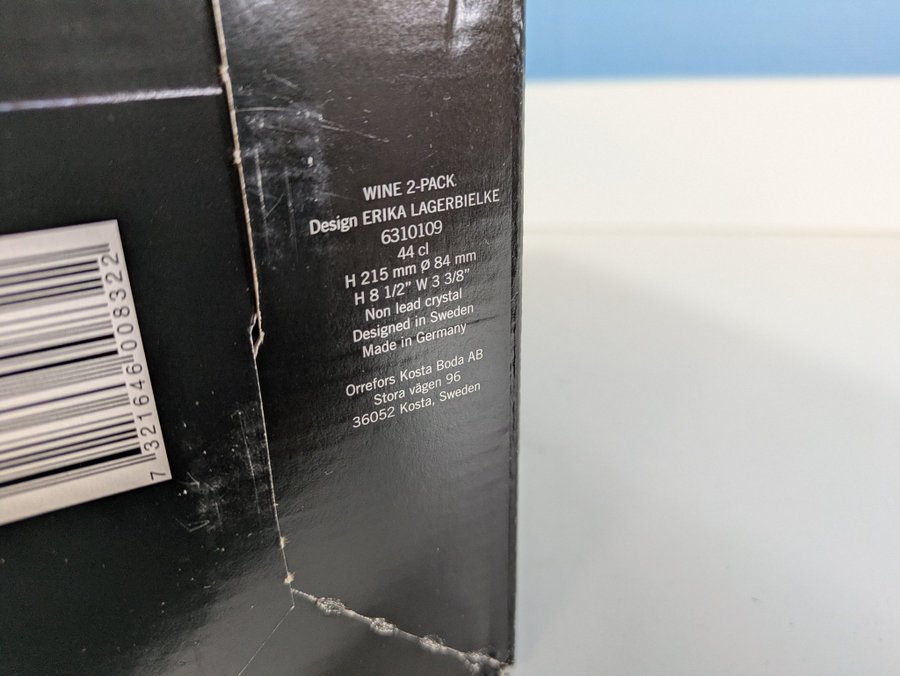 WINE 2-PACK
Design ERIKA LAGERBIELKE
6310109
44 cl
H 215 mm Ø 84 mm
H 8 1/2” W 3 3/8”
Non lead crystal
Designed in Sweden
Made in Germany
Orrefors Kosta Boda AB
Stora vägen 96
36052 Kosta, Sweden
7 321646 008322